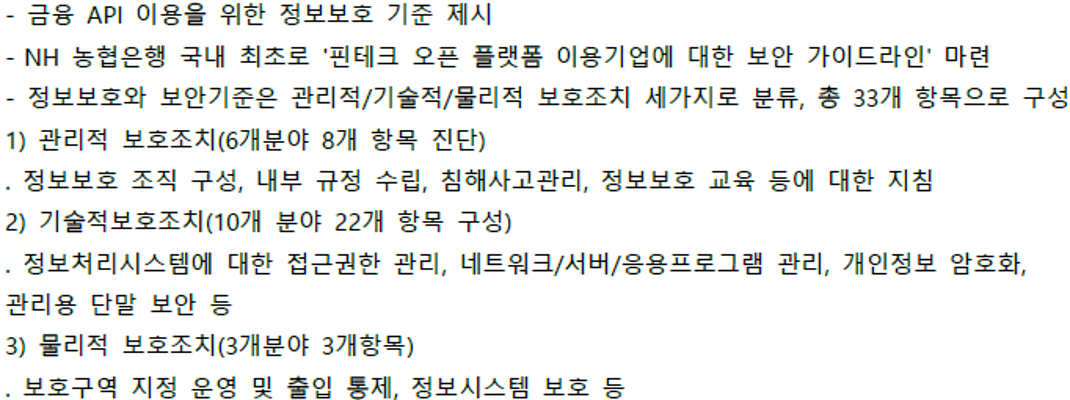 - 금융 API 이용을 위한 정보보호 기준 제시
- NH 농협은행 국내 최초로 '핀테크 오픈 플랫폼 이용기업에 대한 보안 가이드라인' 마련
- 정보보호와 보안기준은 관리적/기술적/물리적 보호조치 세가지로 분류, 총 33개 항목으로 구성
1) 관리적 보호조치(6개분야 8개 항목 진단)
. 정보보호 조직 구성, 내부 규정 수립, 침해사고관리, 정보보호 교육 등에 대한 지침
2) 기술적보호조치(10개 분야 22개 항목 구성)
. 정보처리시스템에 대한 접근권한 관리, 네트워크/서버/응용프로그램 관리, 개인정보 암호화,
관리용 단말 보안 등
3) 물리적 보호조치(3개분야 3개항목)
. 보호구역 지정 운영 및 출입 통제, 정보시스템 보호 등